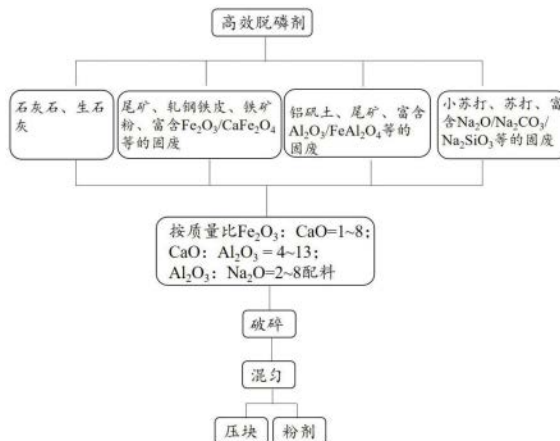 高效脱磷剂
石灰石、生石
灰
尾矿、轧钢铁皮、铁矿
粉、富含Fe₂O₃/CaFe₂O₄
等的固废
铝矾土、尾矿、富含
Al₂O₃/FeAl₂O₄等的
固废
小苏打、苏打、富
含Na₂O/Na₂CO₃/
Na₂SiO₃等的固废
按质量比Fe₂O₃：CaO=1~8；
CaO：Al₂O₃ = 4~13；
Al₂O₃：Na₂O=2~8配料
破碎
混匀
压块
粉剂